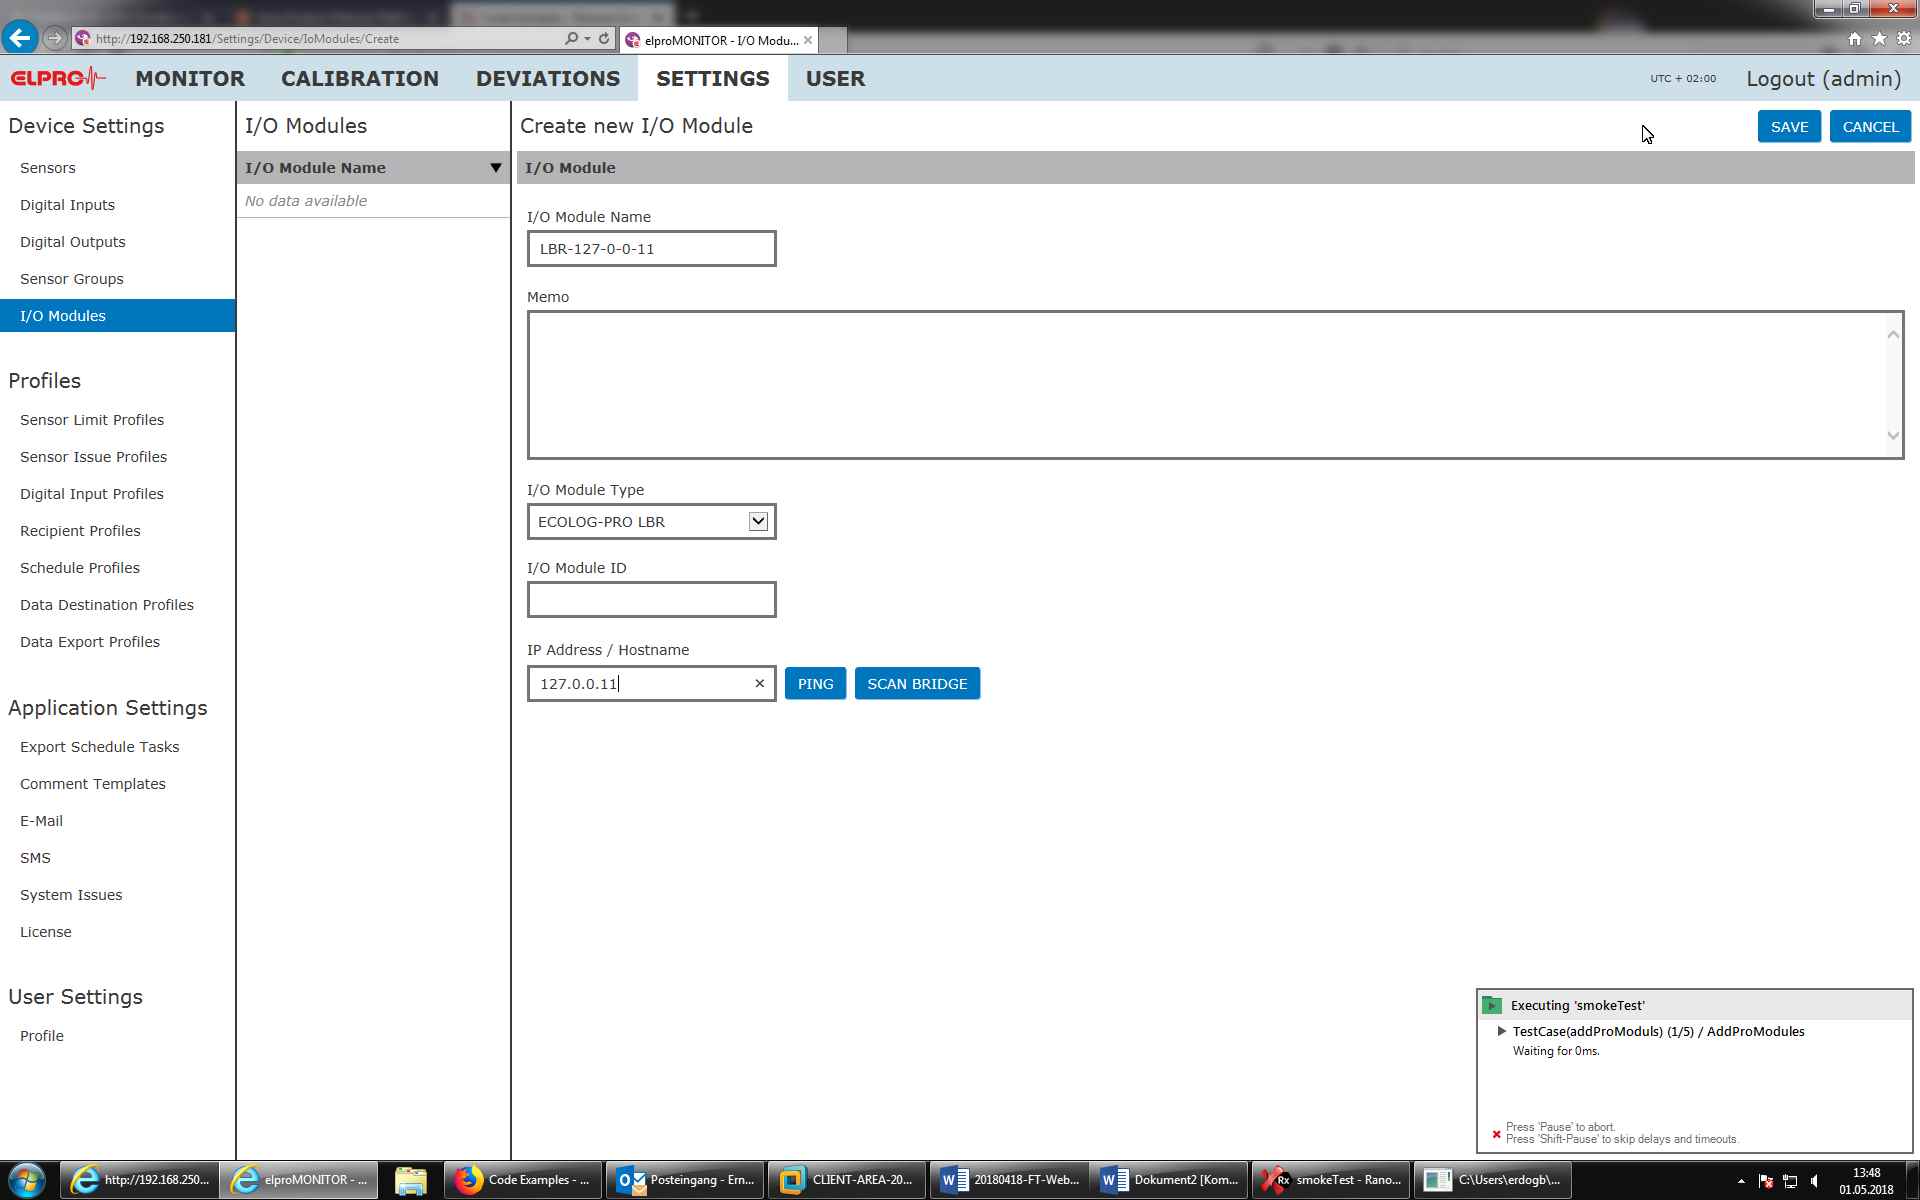 http://192.168.250.181/Settings/Device/IoModules/Create
elproMONITOR - I/O Modu...
ELPRO
MONITOR
CALIBRATION
DEVIATIONS
SETTINGS
USER
UTC + 02:00
Logout (admin)
Device Settings
Sensors
Digital Inputs
Digital Outputs
Sensor Groups
I/O Modules
Profiles
Sensor Limit Profiles
Sensor Issue Profiles
Digital Input Profiles
Recipient Profiles
Schedule Profiles
Data Destination Profiles
Data Export Profiles
Application Settings
Export Schedule Tasks
Comment Templates
E-Mail
SMS
System Issues
License
User Settings
Profile
I/O Modules
I/O Module Name
No data available
Create new I/O Module
SAVE
CANCEL
I/O Module
I/O Module Name
LBR-127-0-0-11
Memo
I/O Module Type
ECOLOG-PRO LBR
I/O Module ID
IP Address / Hostname
127.0.0.11
PING
SCAN BRIDGE
Executing 'smokeTest'
TestCase(addProModuls) (1/5) / AddProModules
Waiting for 0ms.
Press 'Pause' to abort.
Press 'Shift-Pause' to skip delays and timeouts.
http://192.168.250...
elproMONITOR - ...
Code Examples - ...
Posteingang - Ern...
CLIENT-AREA-20...
20180418-FT-Web...
Dokument2 [Kom...
Rx
smokeTest - Rano...
C:\Users\erdogb\...
13:48
01.05.2018